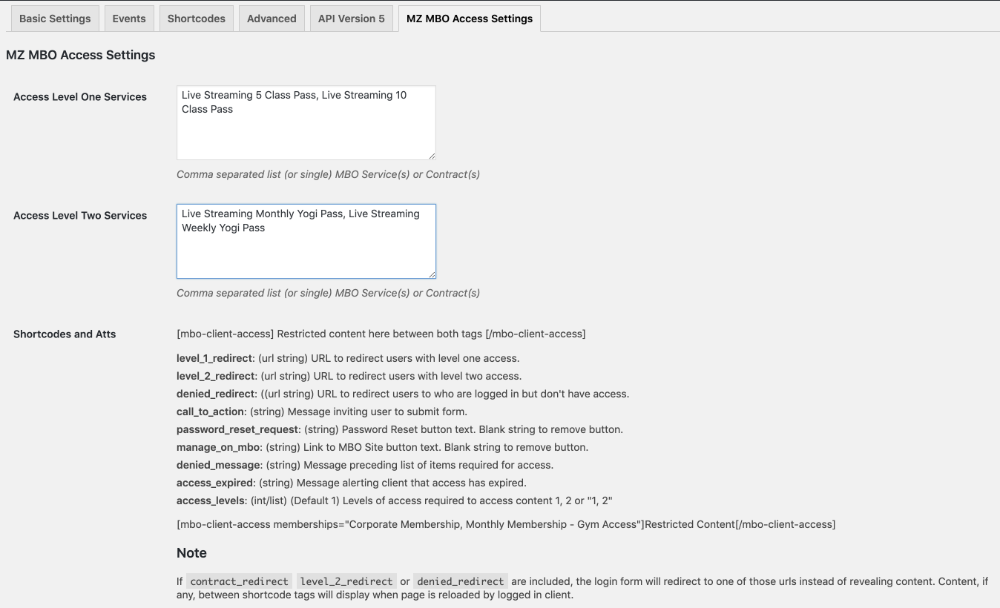 Basic Settings
Events
Shortcodes
Advanced
API Version 5
MZ MBO Access Settings
MZ MBO Access Settings
Access Level One Services
Live Streaming 5 Class Pass, Live Streaming 10
Class Pass
Comma separated list (or single) MBO Service(s) or Contract(s)
Access Level Two Services
Live Streaming Monthly Yogi Pass, Live Streaming
Weekly Yogi Pass
Comma separated list (or single) MBO Service(s) or Contract(s)
Shortcodes and Atts
[mbo-client-access] Restricted content here between both tags [/mbo-client-access]
level_1_redirect: (url string) URL to redirect users with level one access.
level_2_redirect: (url string) URL to redirect users with level two access.
denied_redirect: ((url string) URL to redirect users to who are logged in but don't have access.
call_to_action: (string) Message inviting user to submit form.
password_reset_request: (string) Password Reset button text. Blank string to remove button.
manage_on_mbo: (string) Link to MBO Site button text. Blank string to remove button.
denied_message: (string) Message preceding list of items required for access.
access_expired: (string) Message alerting client that access has expired.
access_levels: (int/list) (Default 1) Levels of access required to access content 1, 2 or "1, 2"
[mbo-client-access memberships="Corporate Membership, Monthly Membership - Gym Access"]Restricted Content[/mbo-client-access]
Note
If contract_redirect level_2_redirect or denied_redirect are included, the login form will redirect to one of those urls instead of revealing content. Content, if
any, between shortcode tags will display when page is reloaded by logged in client.